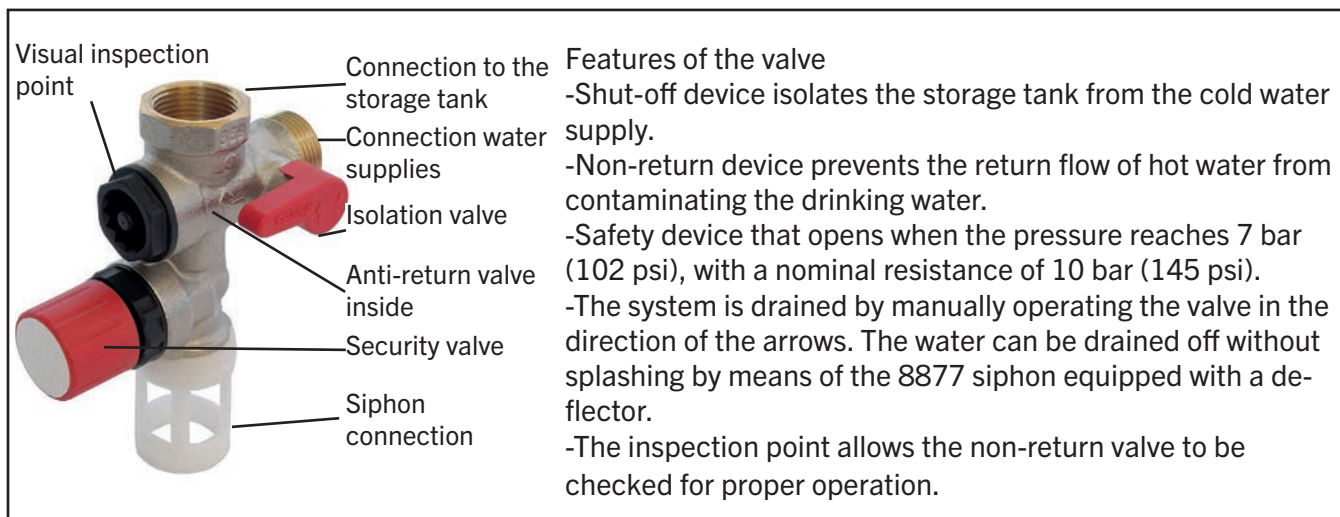 Visual inspection
point
Connection to the
storage tank
Connection water
supplies
Isolation valve
Anti-return valve
inside
Security valve
Siphon
connection
Features of the valve
-Shut-off device isolates the storage tank from the cold water
supply.
-Non-return device prevents the return flow of hot water from
contaminating the drinking water.
-Safety device that opens when the pressure reaches 7 bar
(102 psi), with a nominal resistance of 10 bar (145 psi).
-The system is drained by manually operating the valve in the
direction of the arrows. The water can be drained off without
splashing by means of the 8877 siphon equipped with a de-
flector.
-The inspection point allows the non-return valve to be
checked for proper operation.